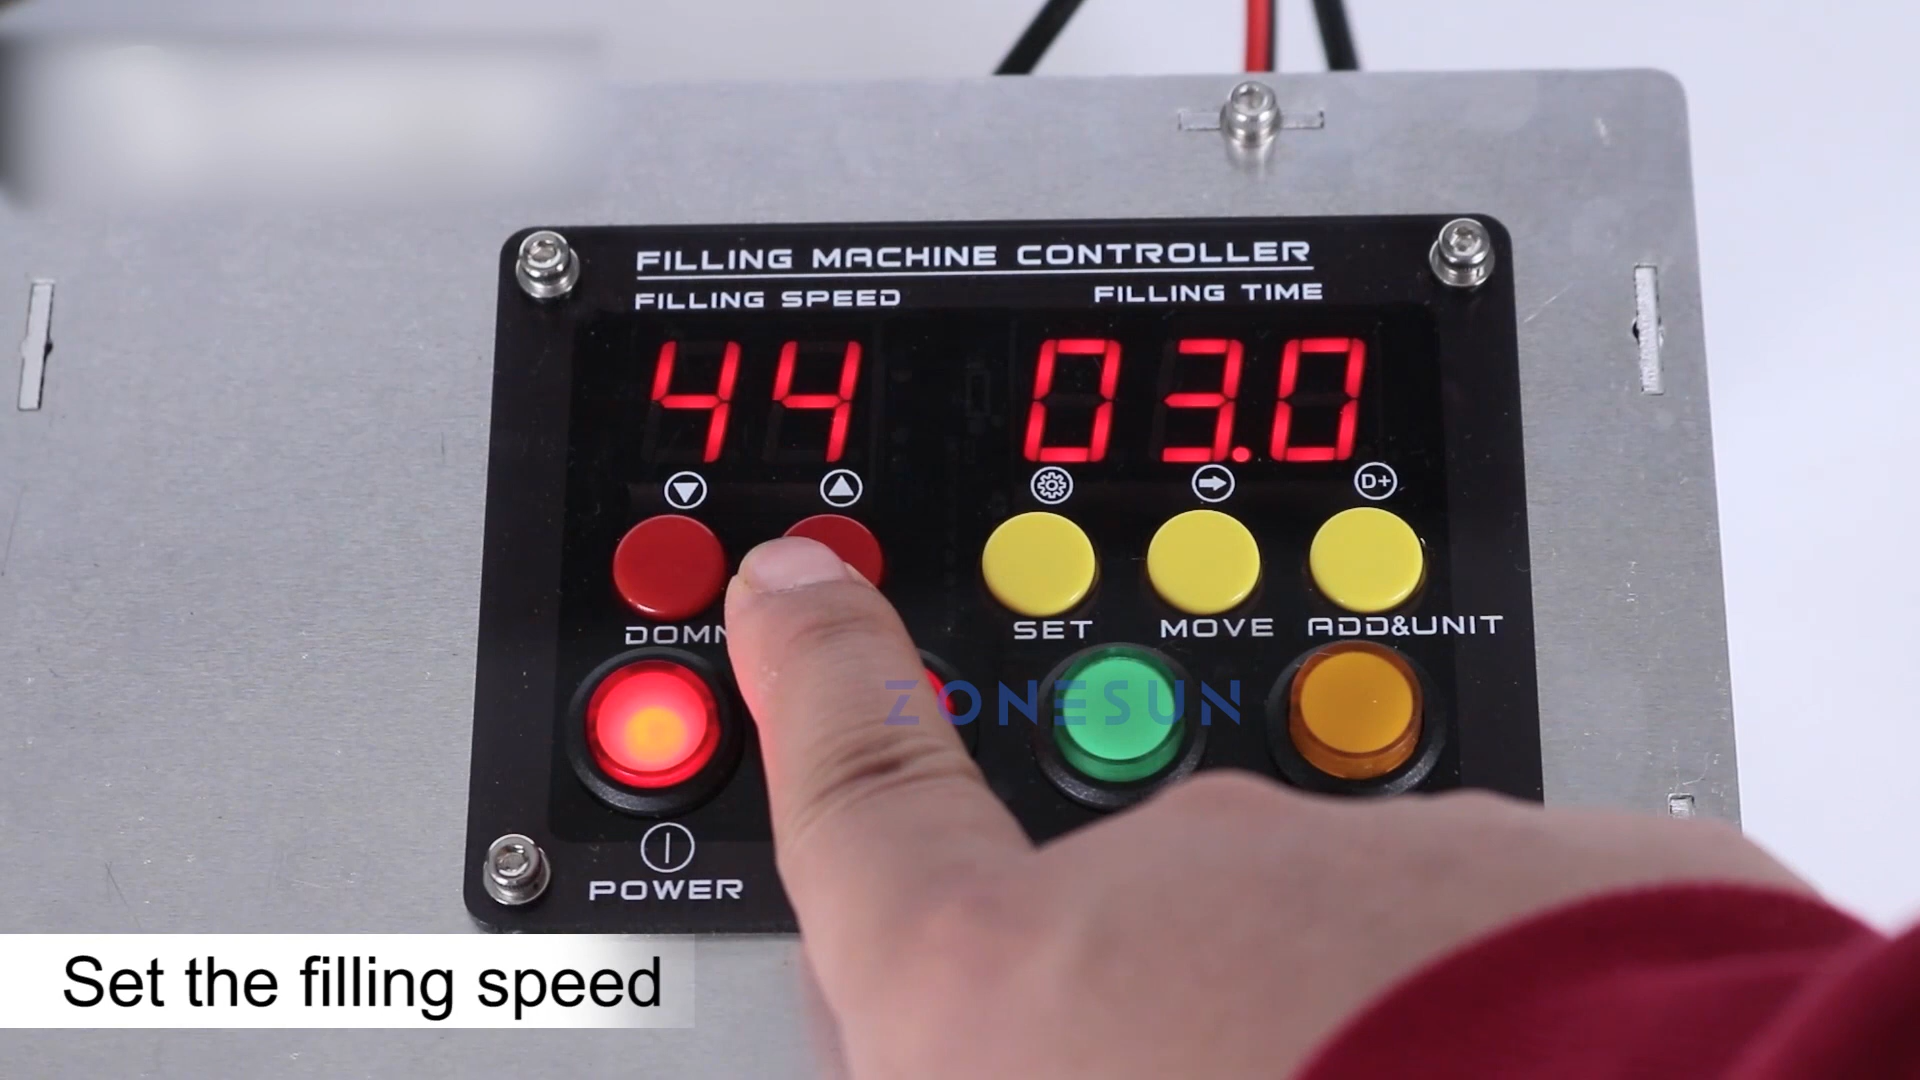 FILLING MACHINE CONTROLLER
FILLING SPEED
FILLING TIME
44
03.0
D+
DOMN
SET
MOVE
ADD&UNIT
ZONESUN
POWER
Set the filling speed